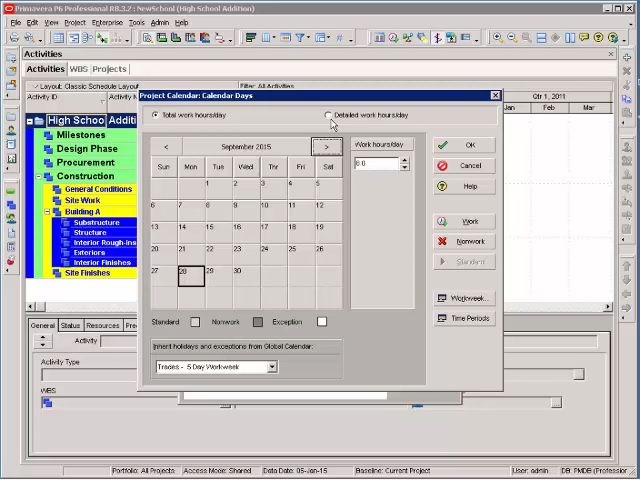 Primavera P6 Professional R8.3.2 : NewSchool (High School Addition)
File Edit View Project Enterprise Tools Admin Help
Activities
Activities WBS Projects
Layout: Classic Schedule Layout
Filter: All Activities
Activity ID
Activity N
Qtr 1, 2011
Jan Feb Mar
High School Additi
Milestones
Design Phase
Procurement
Construction
General Conditions
Site Work
Building A
Substructure
Structure
Interior Rough-Ins
Exteriors
Interior Finishes
Site Finishes
Project Calendar: Calendar Days
Total work hours/day
Detailed work hours/day
< September 2015 >
Sun Mon Tue Wed Thr Fri Sat
1 2 3 4 5
6 7 8 9 10 11 12
13 14 15 16 17 18 19
20 21 22 23 24 25 26
27 28 29 30
Work hours/day
8.0
OK
Cancel
Help
Work
Nonwork
Standard
Workweek...
Time Periods
Standard Nonwork Exception
Inherit holidays and exceptions from Global Calendar:
Trades - 5 Day Workweek
General Status Resources Pre
Activity
Activity Type
WBS
Portfolio: All Projects
Access Mode: Shared
Data Date: 05-Jan-15
Baseline: Current Project
User: admin
DB: PMDB (Profession